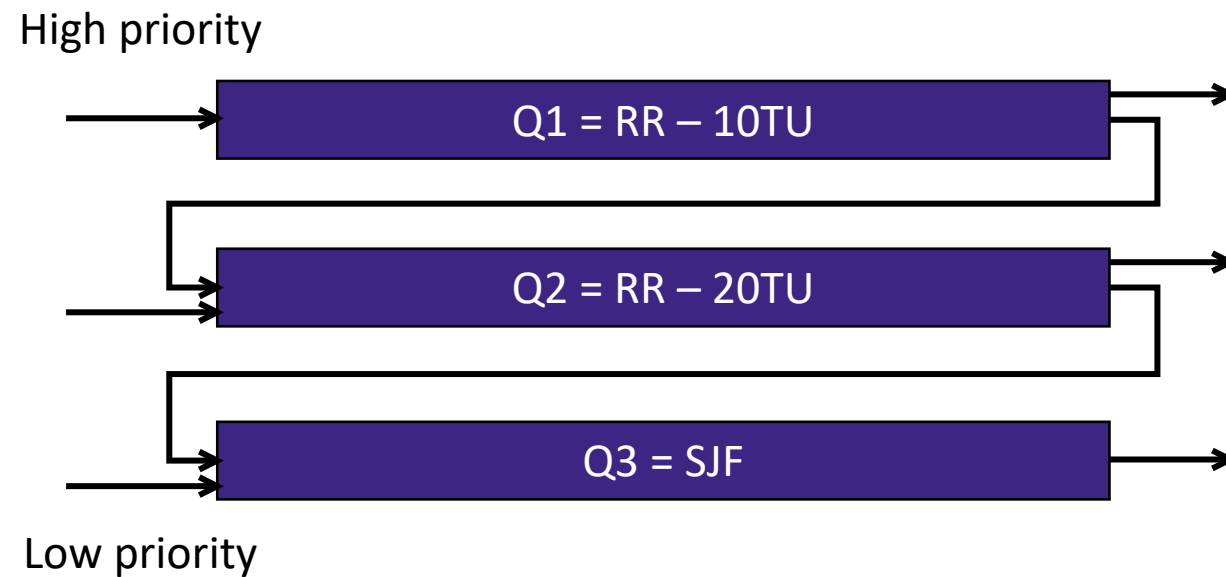 High priority
Q1 = RR – 10TU
Q2 = RR – 20TU
Q3 = SJF
Low priority